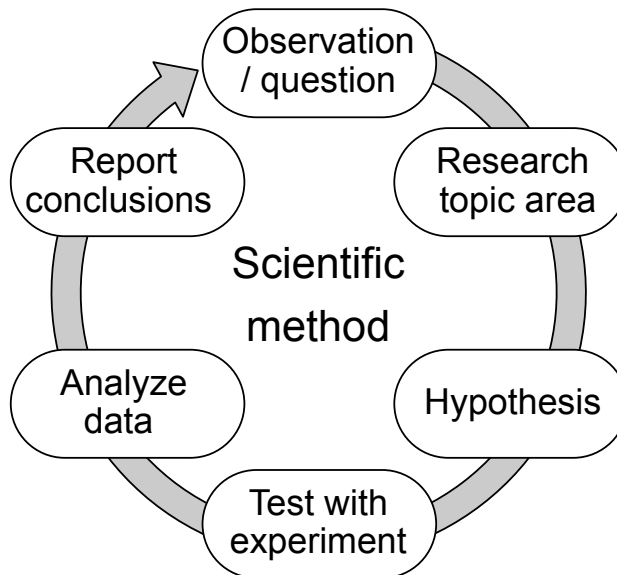 Observation
/ question
Research
topic area
Hypothesis
Test with
experiment
Analyze
data
Report
conclusions
Scientific
method